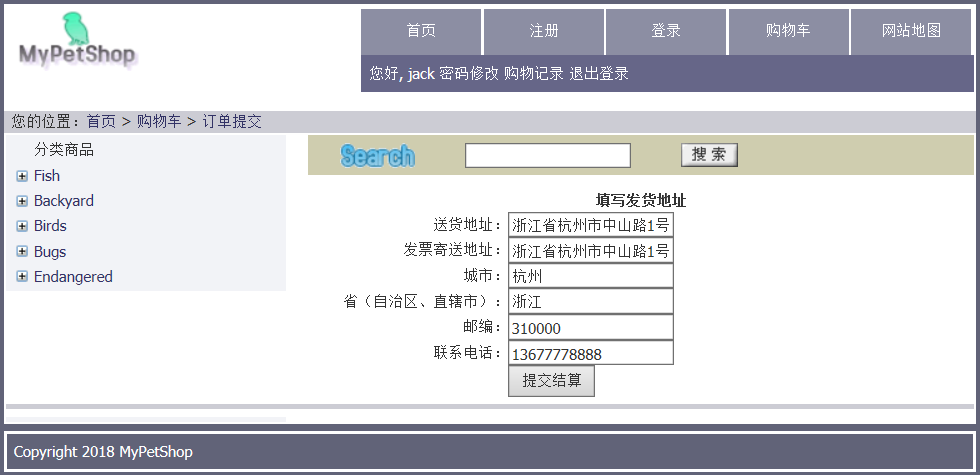 MyPetShop
首页 注册 登录 购物车 网站地图
您好, jack 密码修改 购物记录 退出登录
您的位置：首页 > 购物车 > 订单提交
分类商品
Fish
Backyard
Birds
Bugs
Endangered
Search 搜 索
填写发货地址
送货地址： 浙江省杭州市中山路1号
发票寄送地址： 浙江省杭州市中山路1号
城市： 杭州
省（自治区、直辖市）： 浙江
邮编： 310000
联系电话： 13677778888
提交结算
Copyright 2018 MyPetShop